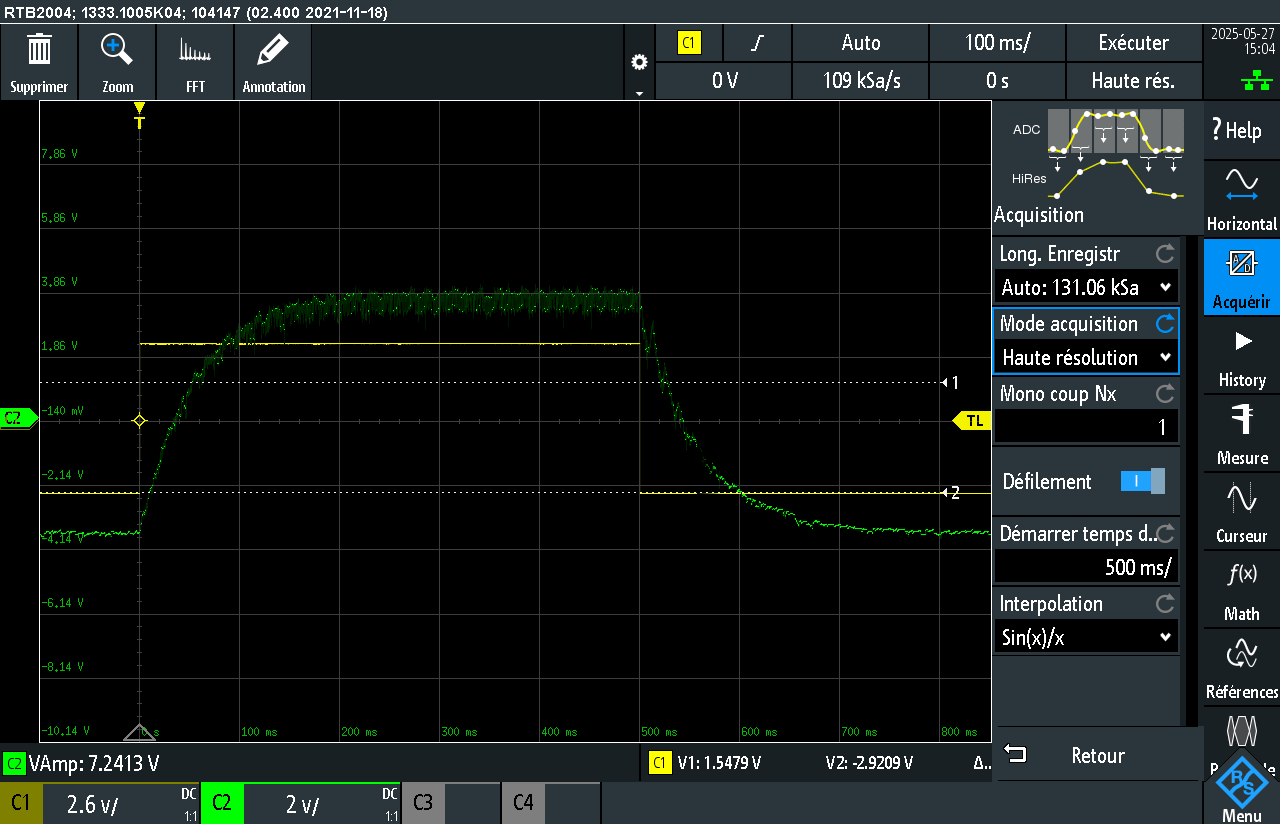 RTB2004; 1333.1005K04; 104147 (02.400 2021-11-18)
Supprimer
Zoom
FFT
Annotation
C1
Auto
100 ms/
Exécuter
0 V
109 kSa/s
0 s
Haute rés.
2025-05-27
15:04
T
7.86 V
5.86 V
3.86 V
1.86 V
-140 mV
-2.14 V
-4.14 V
-6.14 V
-8.14 V
-10.14 V
C2
1
2
TL
0 s
100 ms
200 ms
300 ms
400 ms
500 ms
600 ms
700 ms
800 ms
ADC
HiRes
Acquisition
Long. Enregistr
Auto: 131.06 kSa
Mode acquisition
Haute résolution
Mono coup Nx
1
Défilement
I
Démarrer temps d..
500 ms/
Interpolation
Sin(x)/x
Retour
? Help
Horizontal
A/D
Acquérir
History
Mesure
Curseur
f(x)
Math
Références
R&S
Menu
C2 VAmp: 7.2413 V
C1 V1: 1.5479 V V2: -2.9209 V Δ..
C1 2.6 V/ DC 1:1
C2 2 V/ DC 1:1
C3
C4